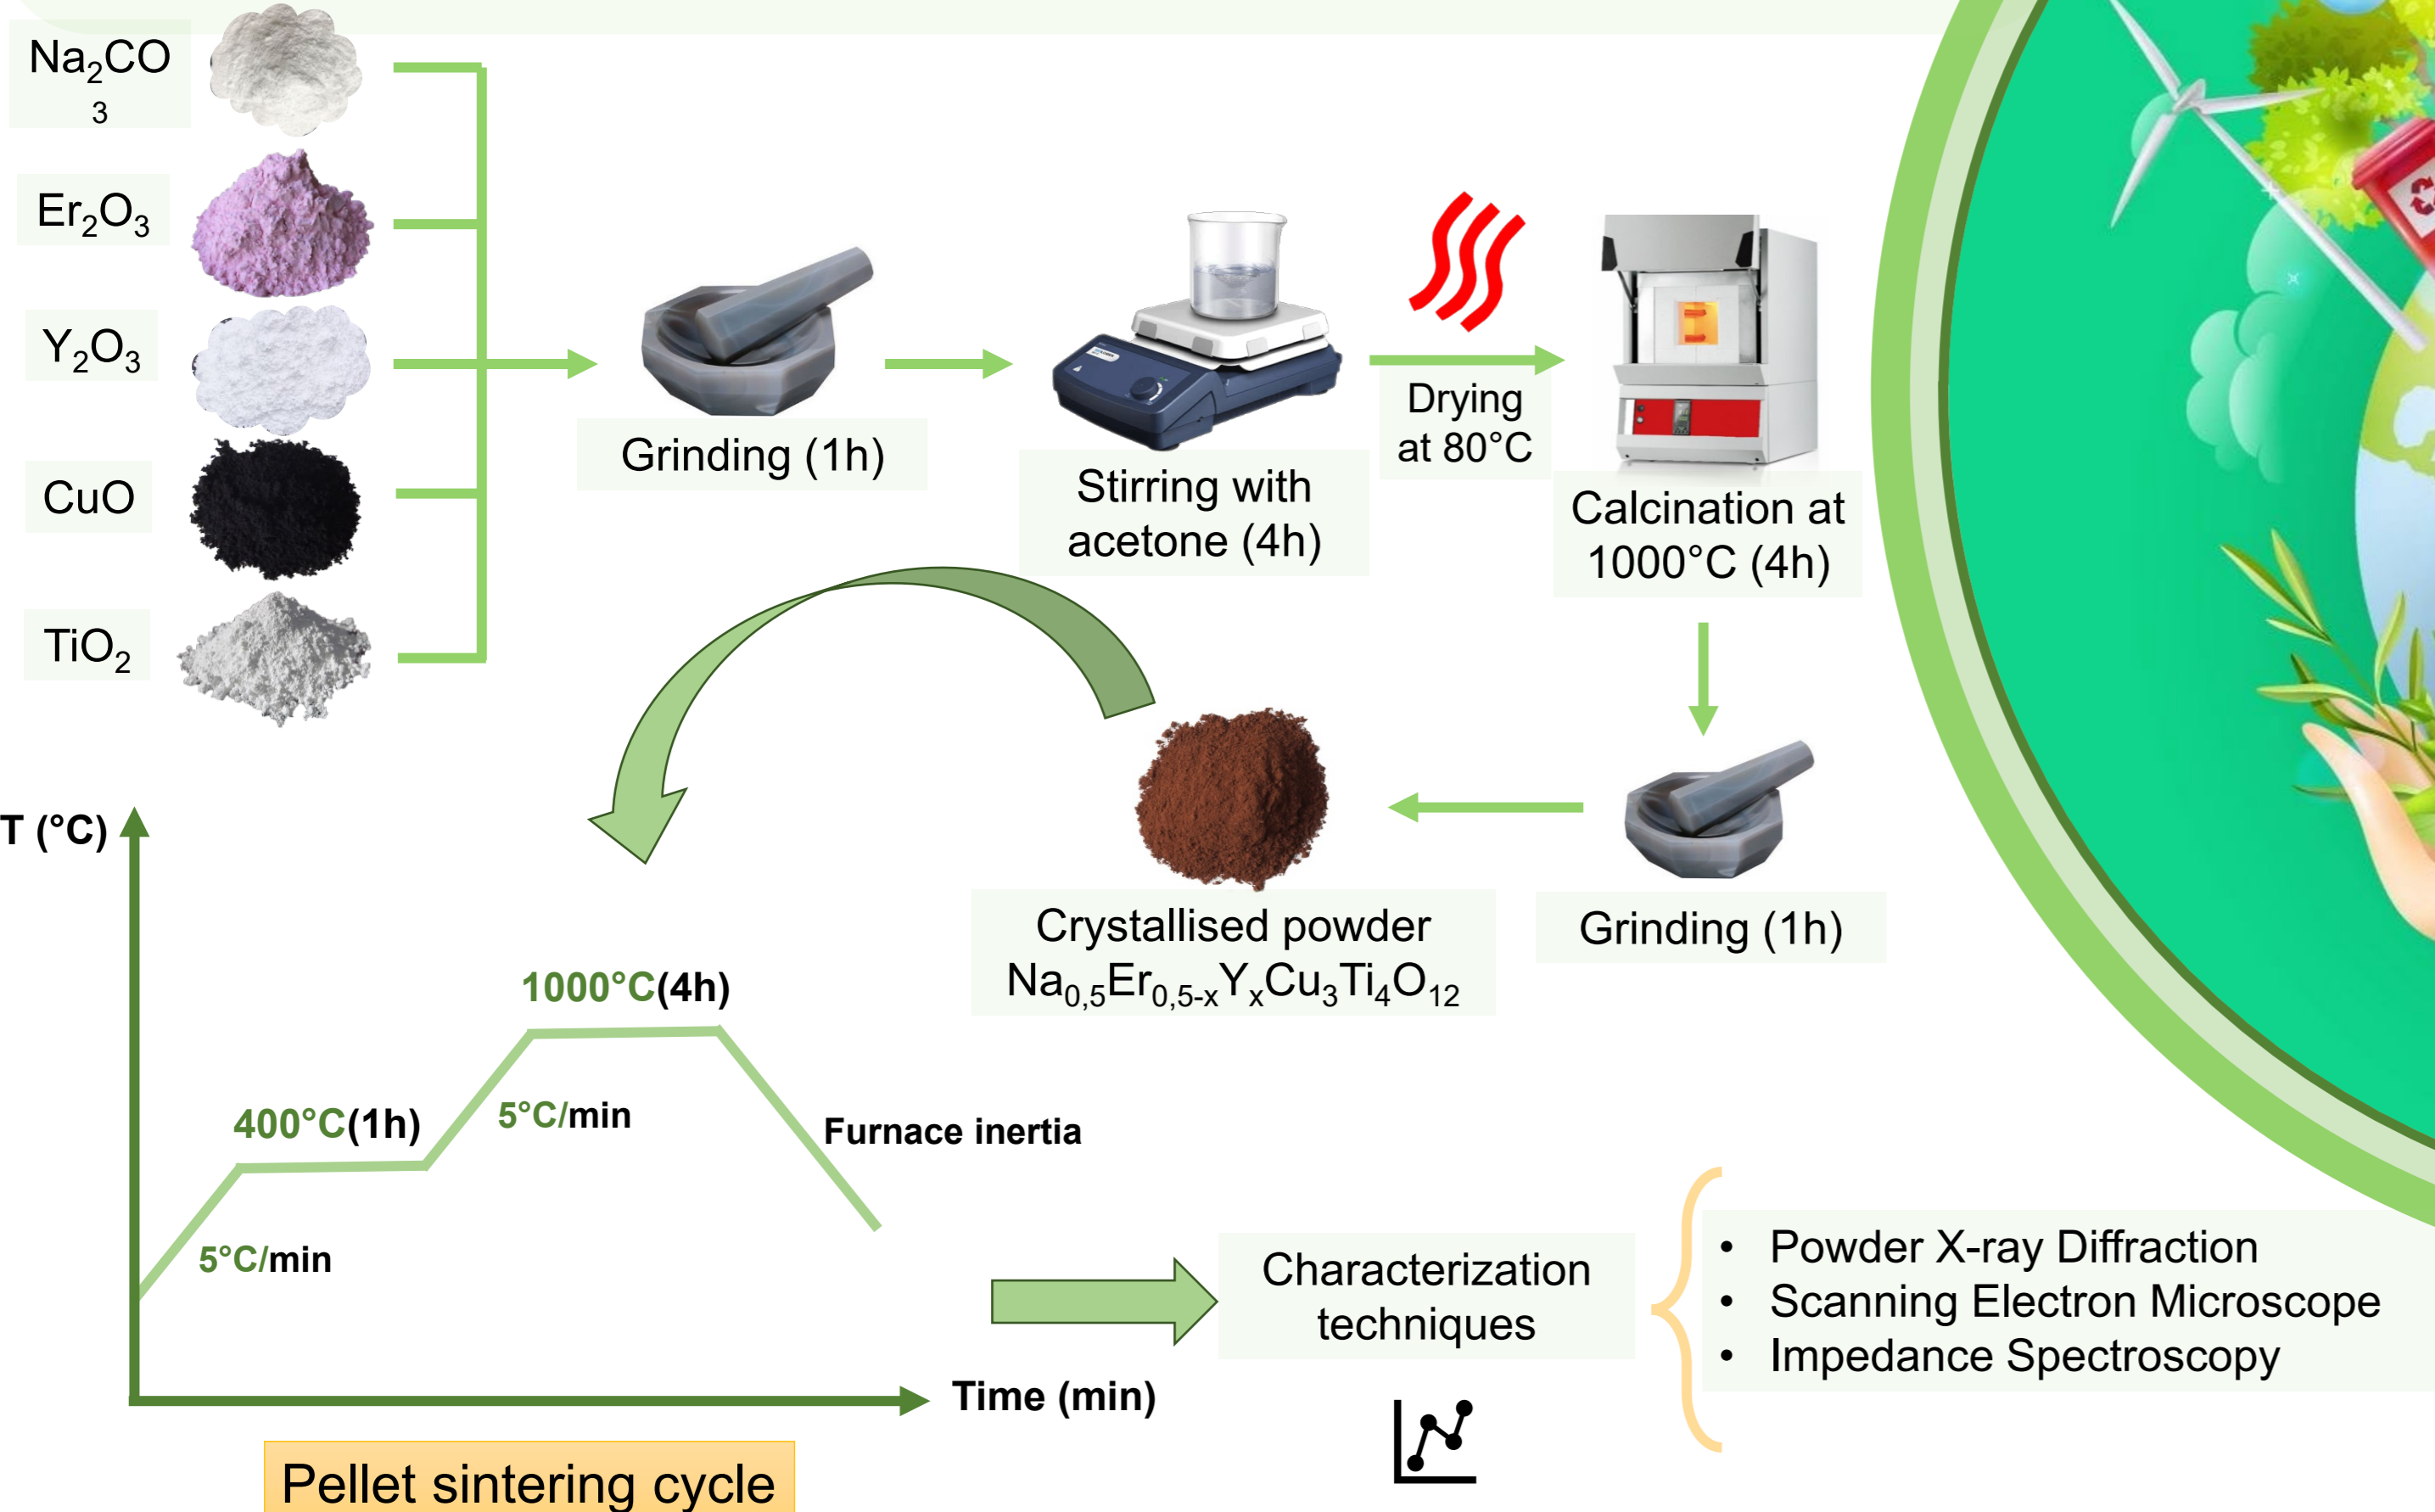 Na₂CO
₃
Er₂O₃
Y₂O₃
CuO
TiO₂
Grinding (1h)
Stirring with
acetone (4h)
Drying
at 80°C
Calcination at
1000°C (4h)
Grinding (1h)
Crystallised powder
Na₀,₅Er₀,₅₋ₓYₓCu₃Ti₄O₁₂
T (°C)
1000°C(4h)
400°C(1h)
5°C/min
Furnace inertia
5°C/min
Time (min)
Pellet sintering cycle
Characterization
techniques
• Powder X-ray Diffraction
• Scanning Electron Microscope
• Impedance Spectroscopy